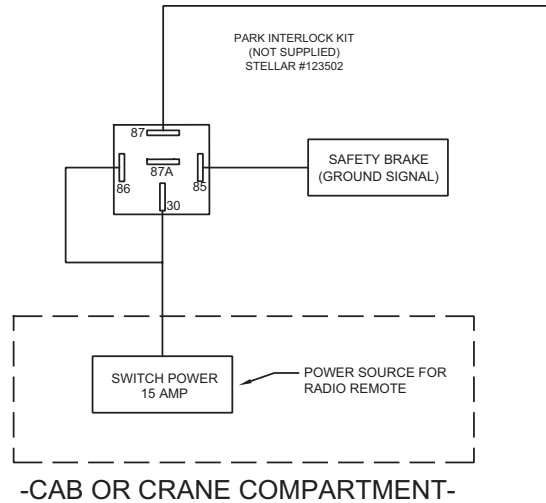 PARK INTERLOCK KIT
(NOT SUPPLIED)
STELLAR #123502
87
87A
86
85
30
SAFETY BRAKE
(GROUND SIGNAL)
SWITCH POWER
15 AMP
POWER SOURCE FOR
RADIO REMOTE
-CAB OR CRANE COMPARTMENT-